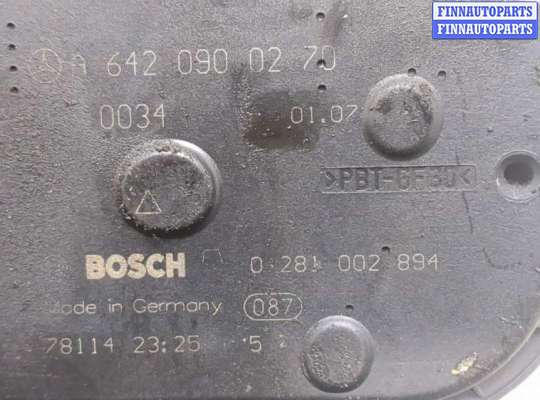 FINNAUTOPARTS
FINNAUTOPARTS
A 642 090 02 70
0034
01.07
>PBT-GF30<
BOSCH
0 281 002 894
Made in Germany
087
78114 23:25
5